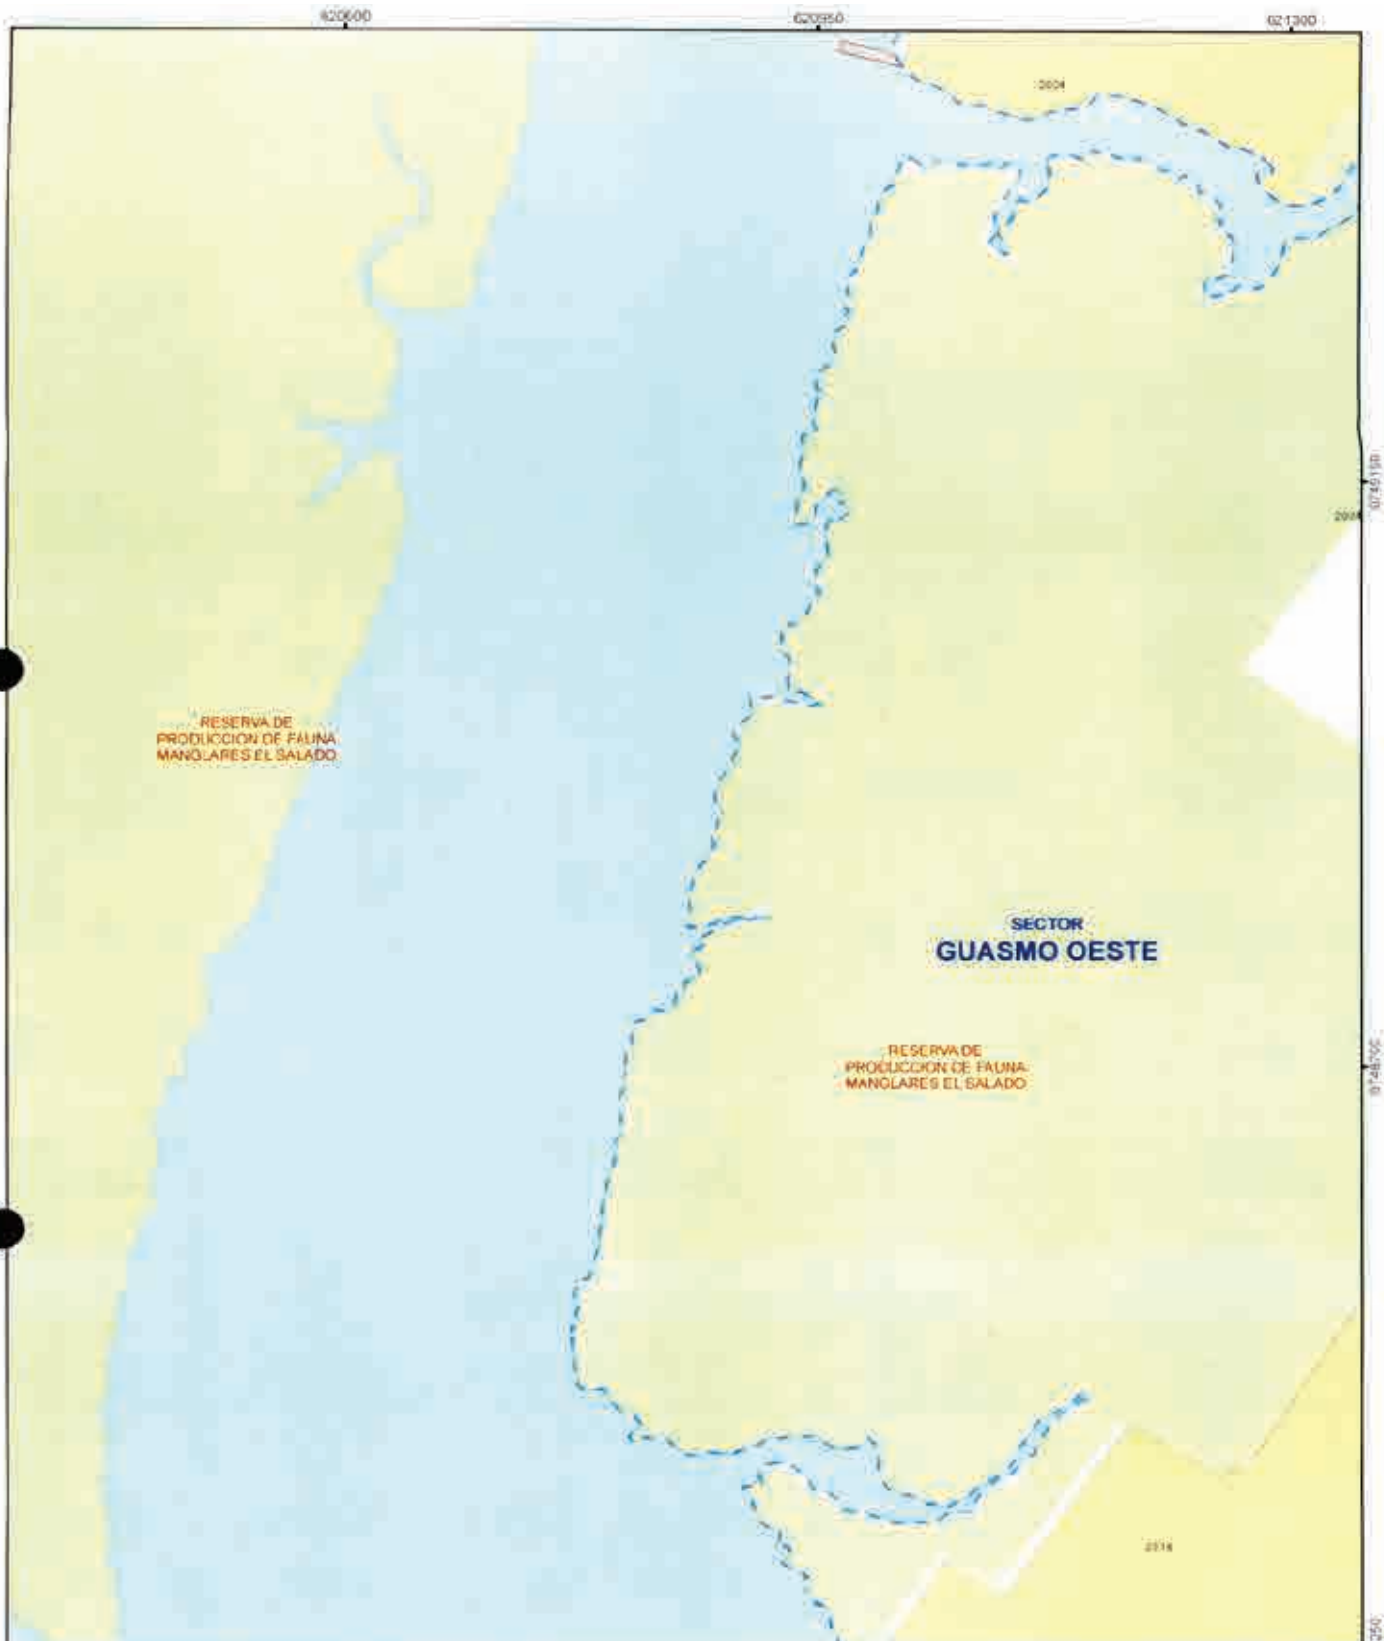 620600
620950
621300
RESERVA DE
PRODUCCION DE FAUNA
MANGLARES EL SALADO
SECTOR
GUASMO OESTE
RESERVA DE
PRODUCCION DE FAUNA
MANGLARES EL SALADO